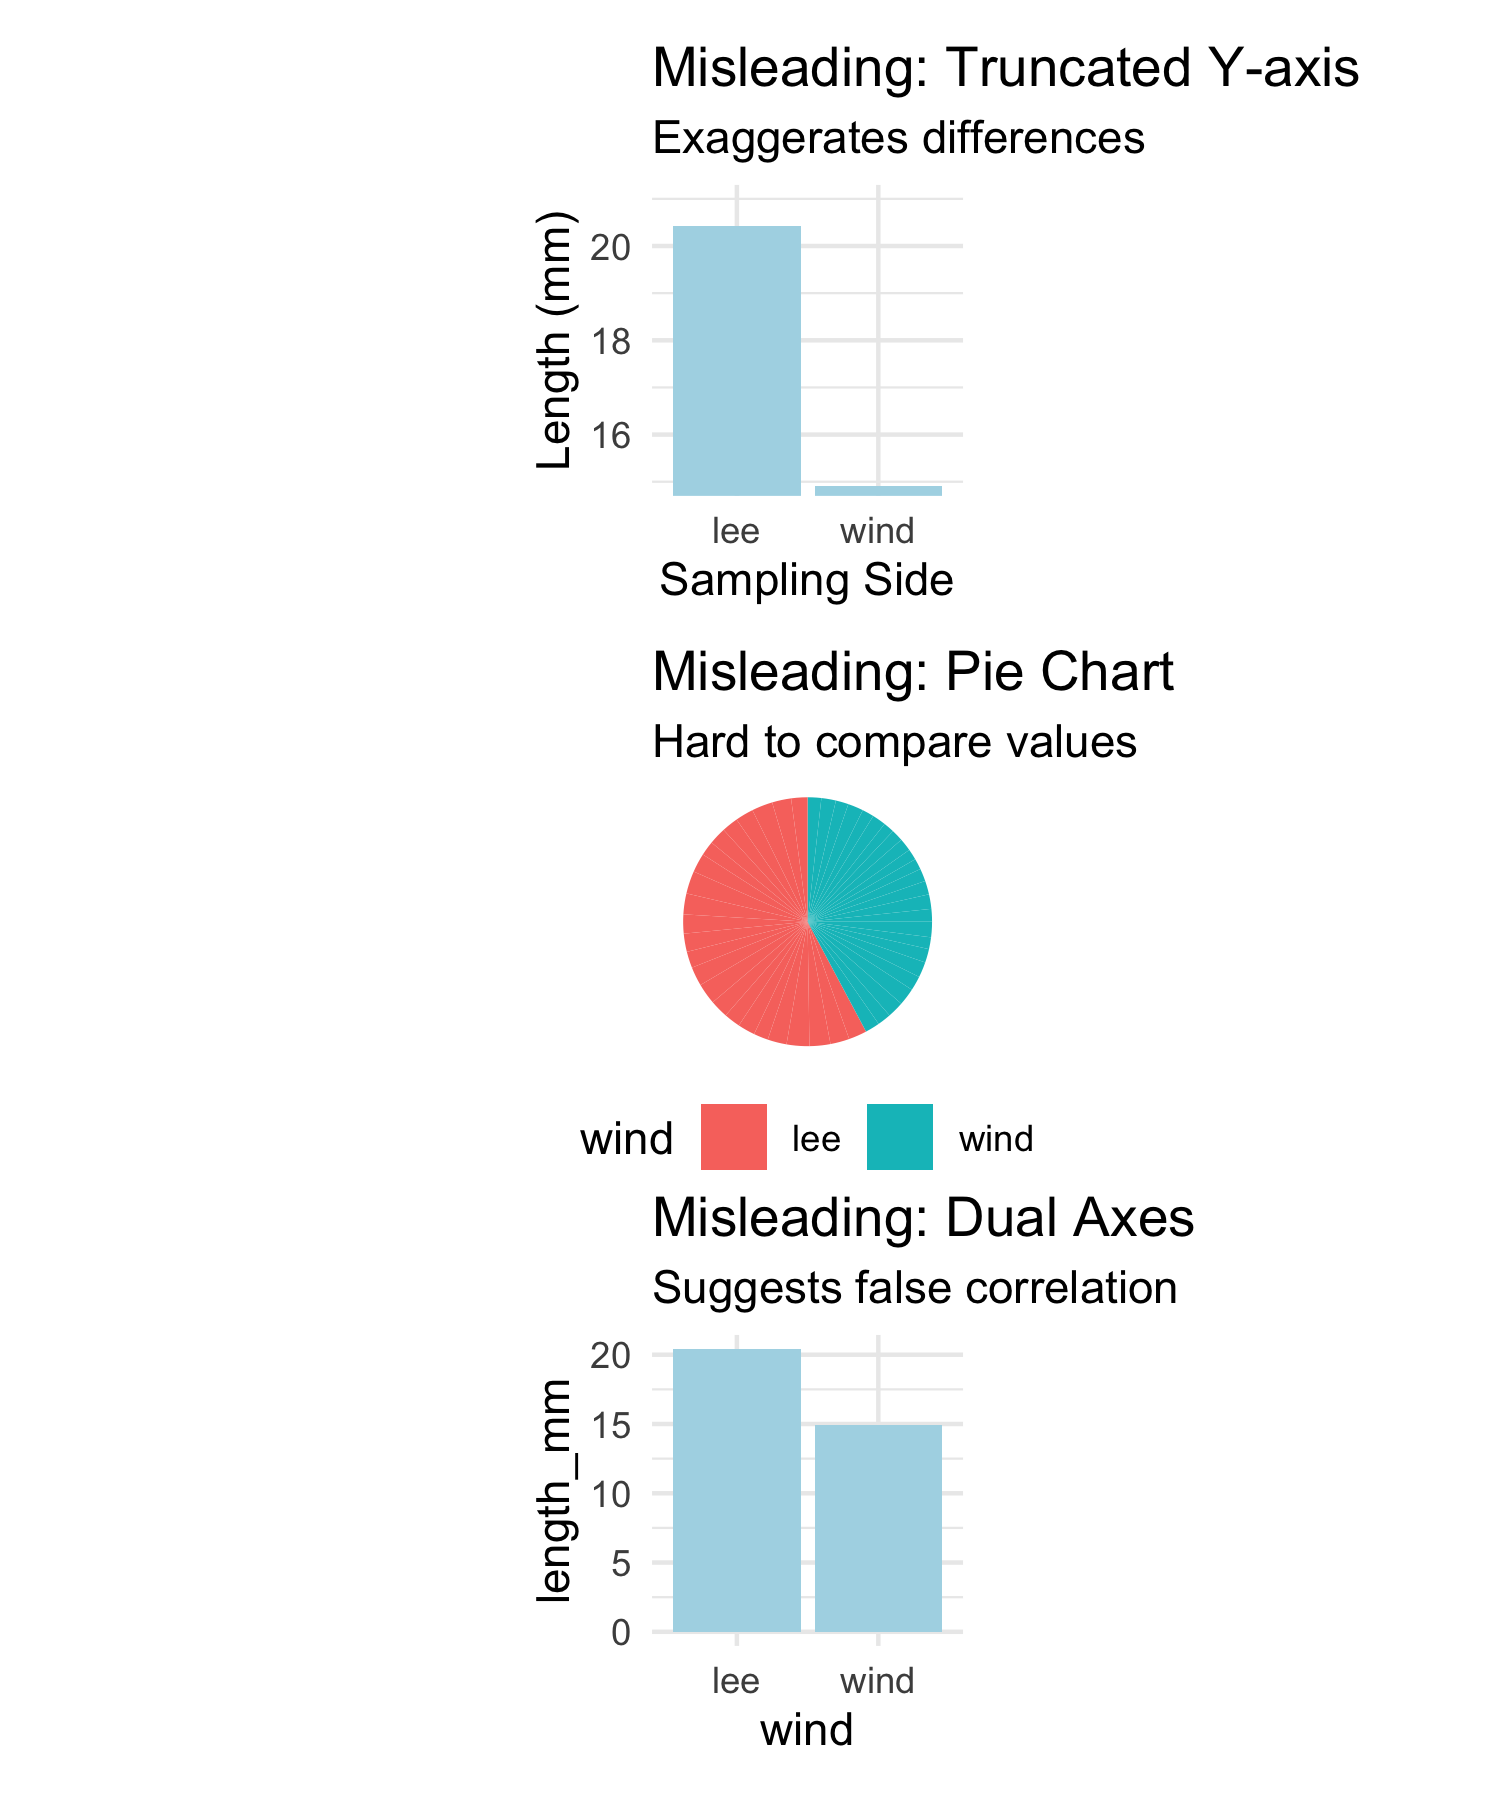 Misleading: Truncated Y-axis
Exaggerates differences
Length (mm)
20
18
16
lee wind
Sampling Side
Misleading: Pie Chart
Hard to compare values
wind lee wind
Misleading: Dual Axes
Suggests false correlation
length_mm
20
15
10
5
0
lee wind
wind